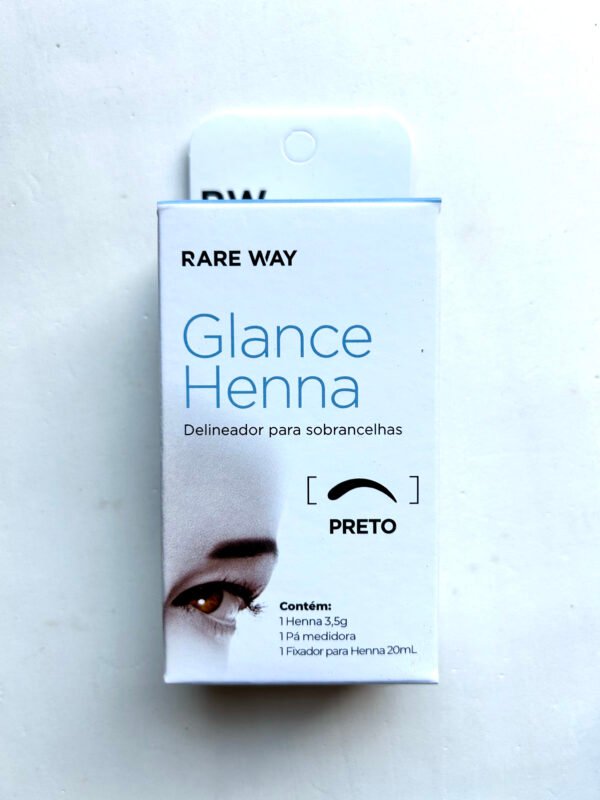 RW
RARE WAY
Glance
Henna
Delineador para sobrancelhas
PRETO
Contém:
1 Henna 3,5g
1 Pá medidora
1 Fixador para Henna 20mL